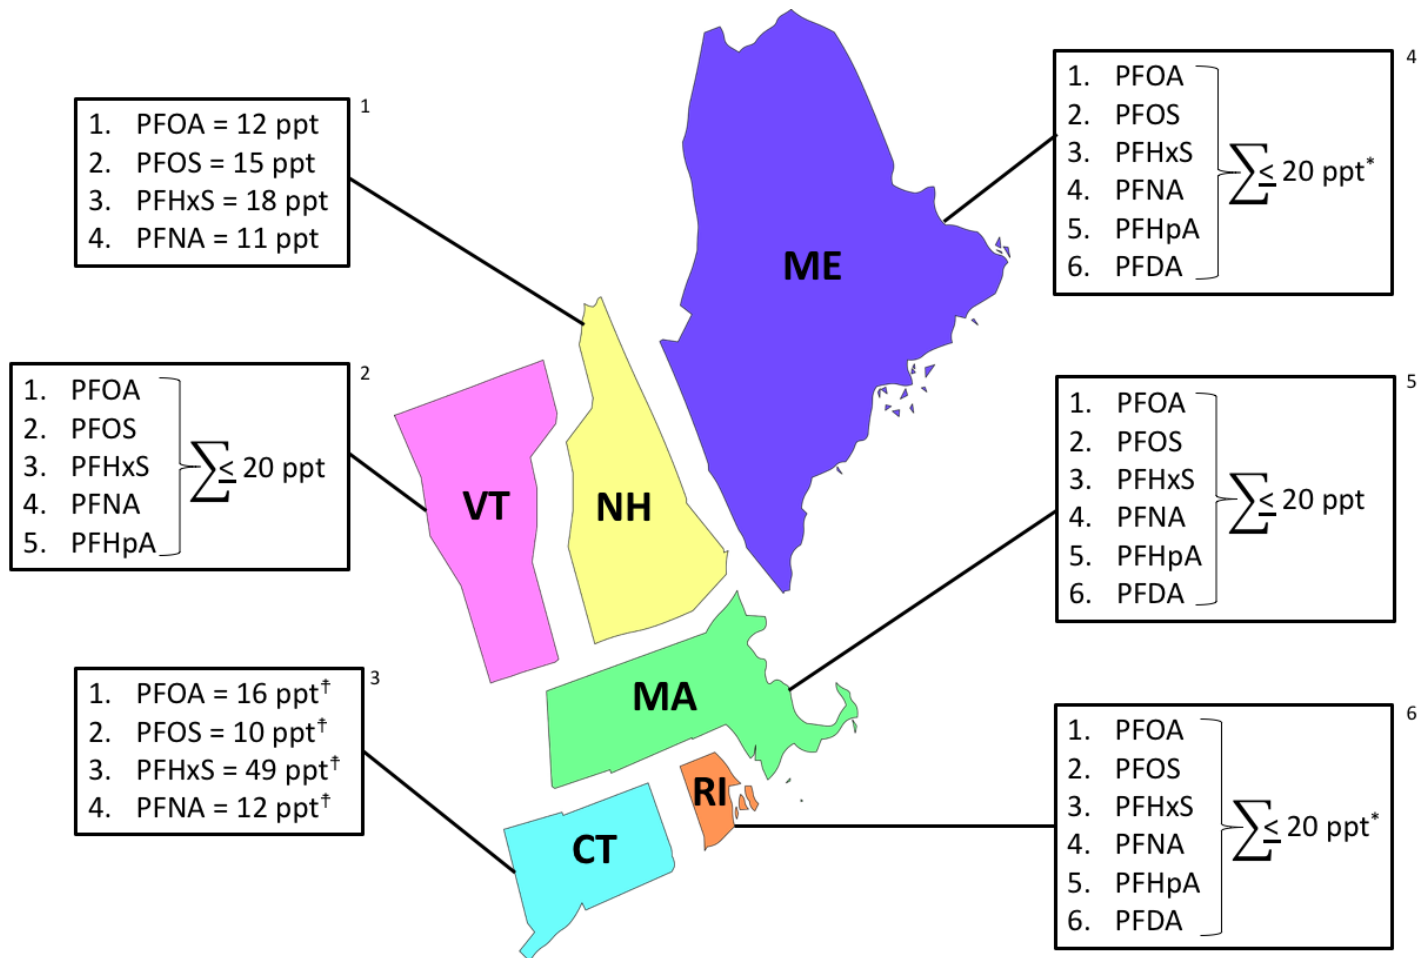 1
1. PFOA = 12 ppt
2. PFOS = 15 ppt
3. PFHxS = 18 ppt
4. PFNA = 11 ppt
2
1. PFOA
2. PFOS
3. PFHxS
4. PFNA
5. PFHpA
∑≤ 20 ppt
3
1. PFOA = 16 ppt†
2. PFOS = 10 ppt†
3. PFHxS = 49 ppt†
4. PFNA = 12 ppt†
ME
VT
NH
MA
RI
CT
4
1. PFOA
2. PFOS
3. PFHxS
4. PFNA
5. PFHpA
6. PFDA
∑≤ 20 ppt*
5
1. PFOA
2. PFOS
3. PFHxS
4. PFNA
5. PFHpA
6. PFDA
∑≤ 20 ppt
6
1. PFOA
2. PFOS
3. PFHxS
4. PFNA
5. PFHpA
6. PFDA
∑≤ 20 ppt*